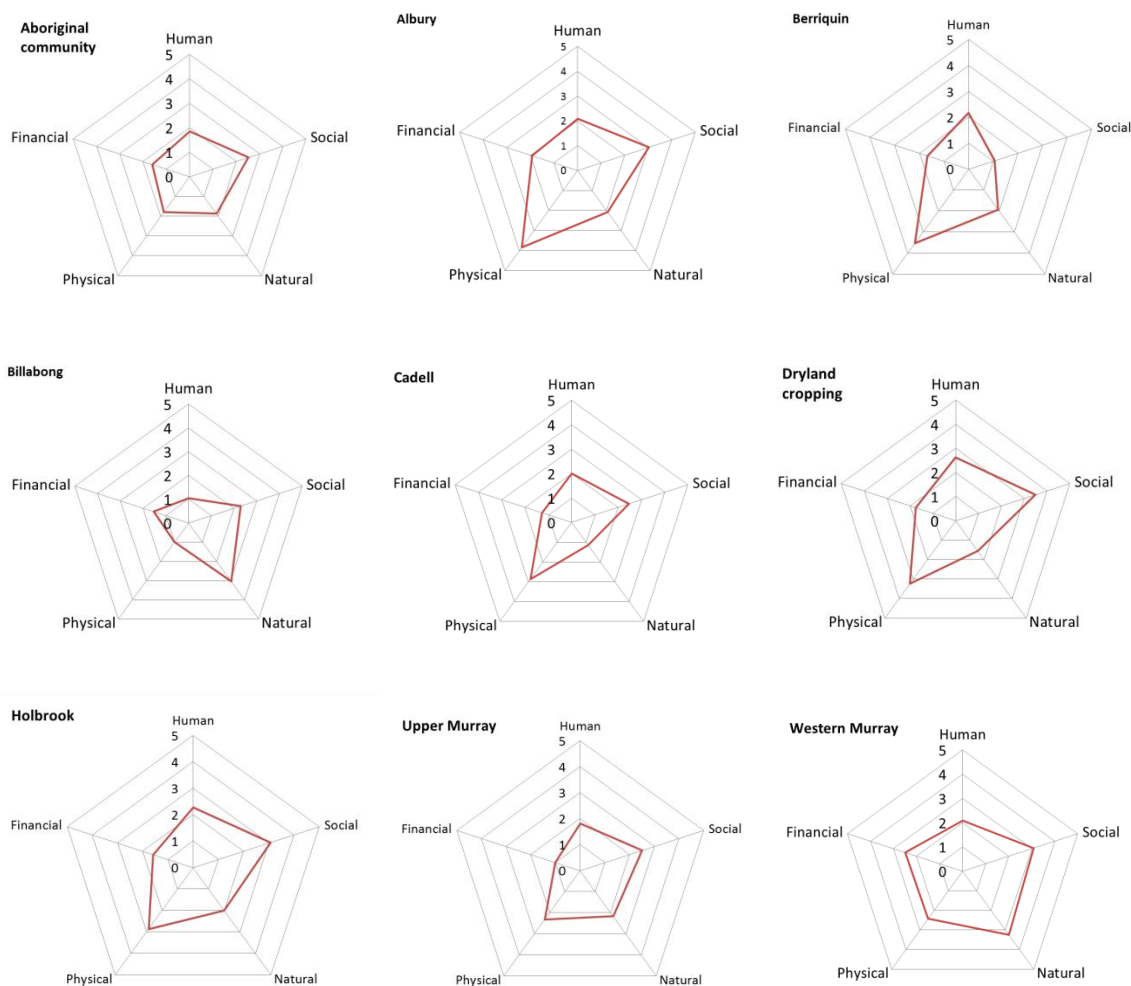 Aboriginal
community
Human
5
4
3
2
1
0
Financial
Social
Physical
Natural
Albury
Human
5
4
3
2
1
0
Financial
Social
Physical
Natural
Berriquin
Human
5
4
3
2
1
0
Financial
Social
Physical
Natural
Billabong
Human
5
4
3
2
1
0
Financial
Social
Physical
Natural
Cadell
Human
5
4
3
2
1
0
Financial
Social
Physical
Natural
Dryland
cropping
Human
5
4
3
2
1
0
Financial
Social
Physical
Natural
Holbrook
Human
5
4
3
2
1
0
Financial
Social
Physical
Natural
Upper Murray
Human
5
4
3
2
1
0
Financial
Social
Physical
Natural
Western Murray
Human
5
4
3
2
1
0
Financial
Social
Physical
Natural